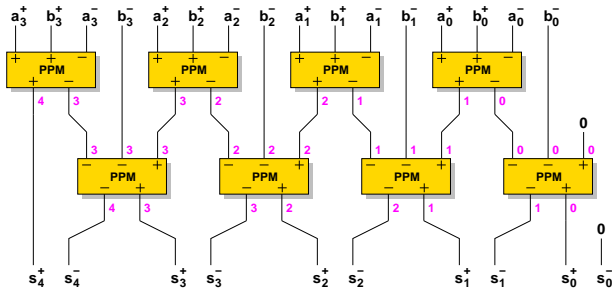 a₃⁺ b₃⁺ a₃⁻ b₃⁻ a₂⁺ b₂⁺ a₂⁻ b₂⁻ a₁⁺ b₁⁺ a₁⁻ b₁⁻ a₀⁺ b₀⁺ a₀⁻ b₀⁻
+ + − + + − + + − + + −
PPM PPM PPM PPM
+ − + − + − + −
4 3 3 2 2 1 1 0
0
3 3 3 2 2 2 1 1 1 0 0 0
− − + − − + − − + − − +
PPM PPM PPM PPM
− + − + − + − +
4 3 3 2 2 1 1 0
0
s₄⁺ s₄⁻ s₃⁺ s₃⁻ s₂⁺ s₂⁻ s₁⁺ s₁⁻ s₀⁺ s₀⁻